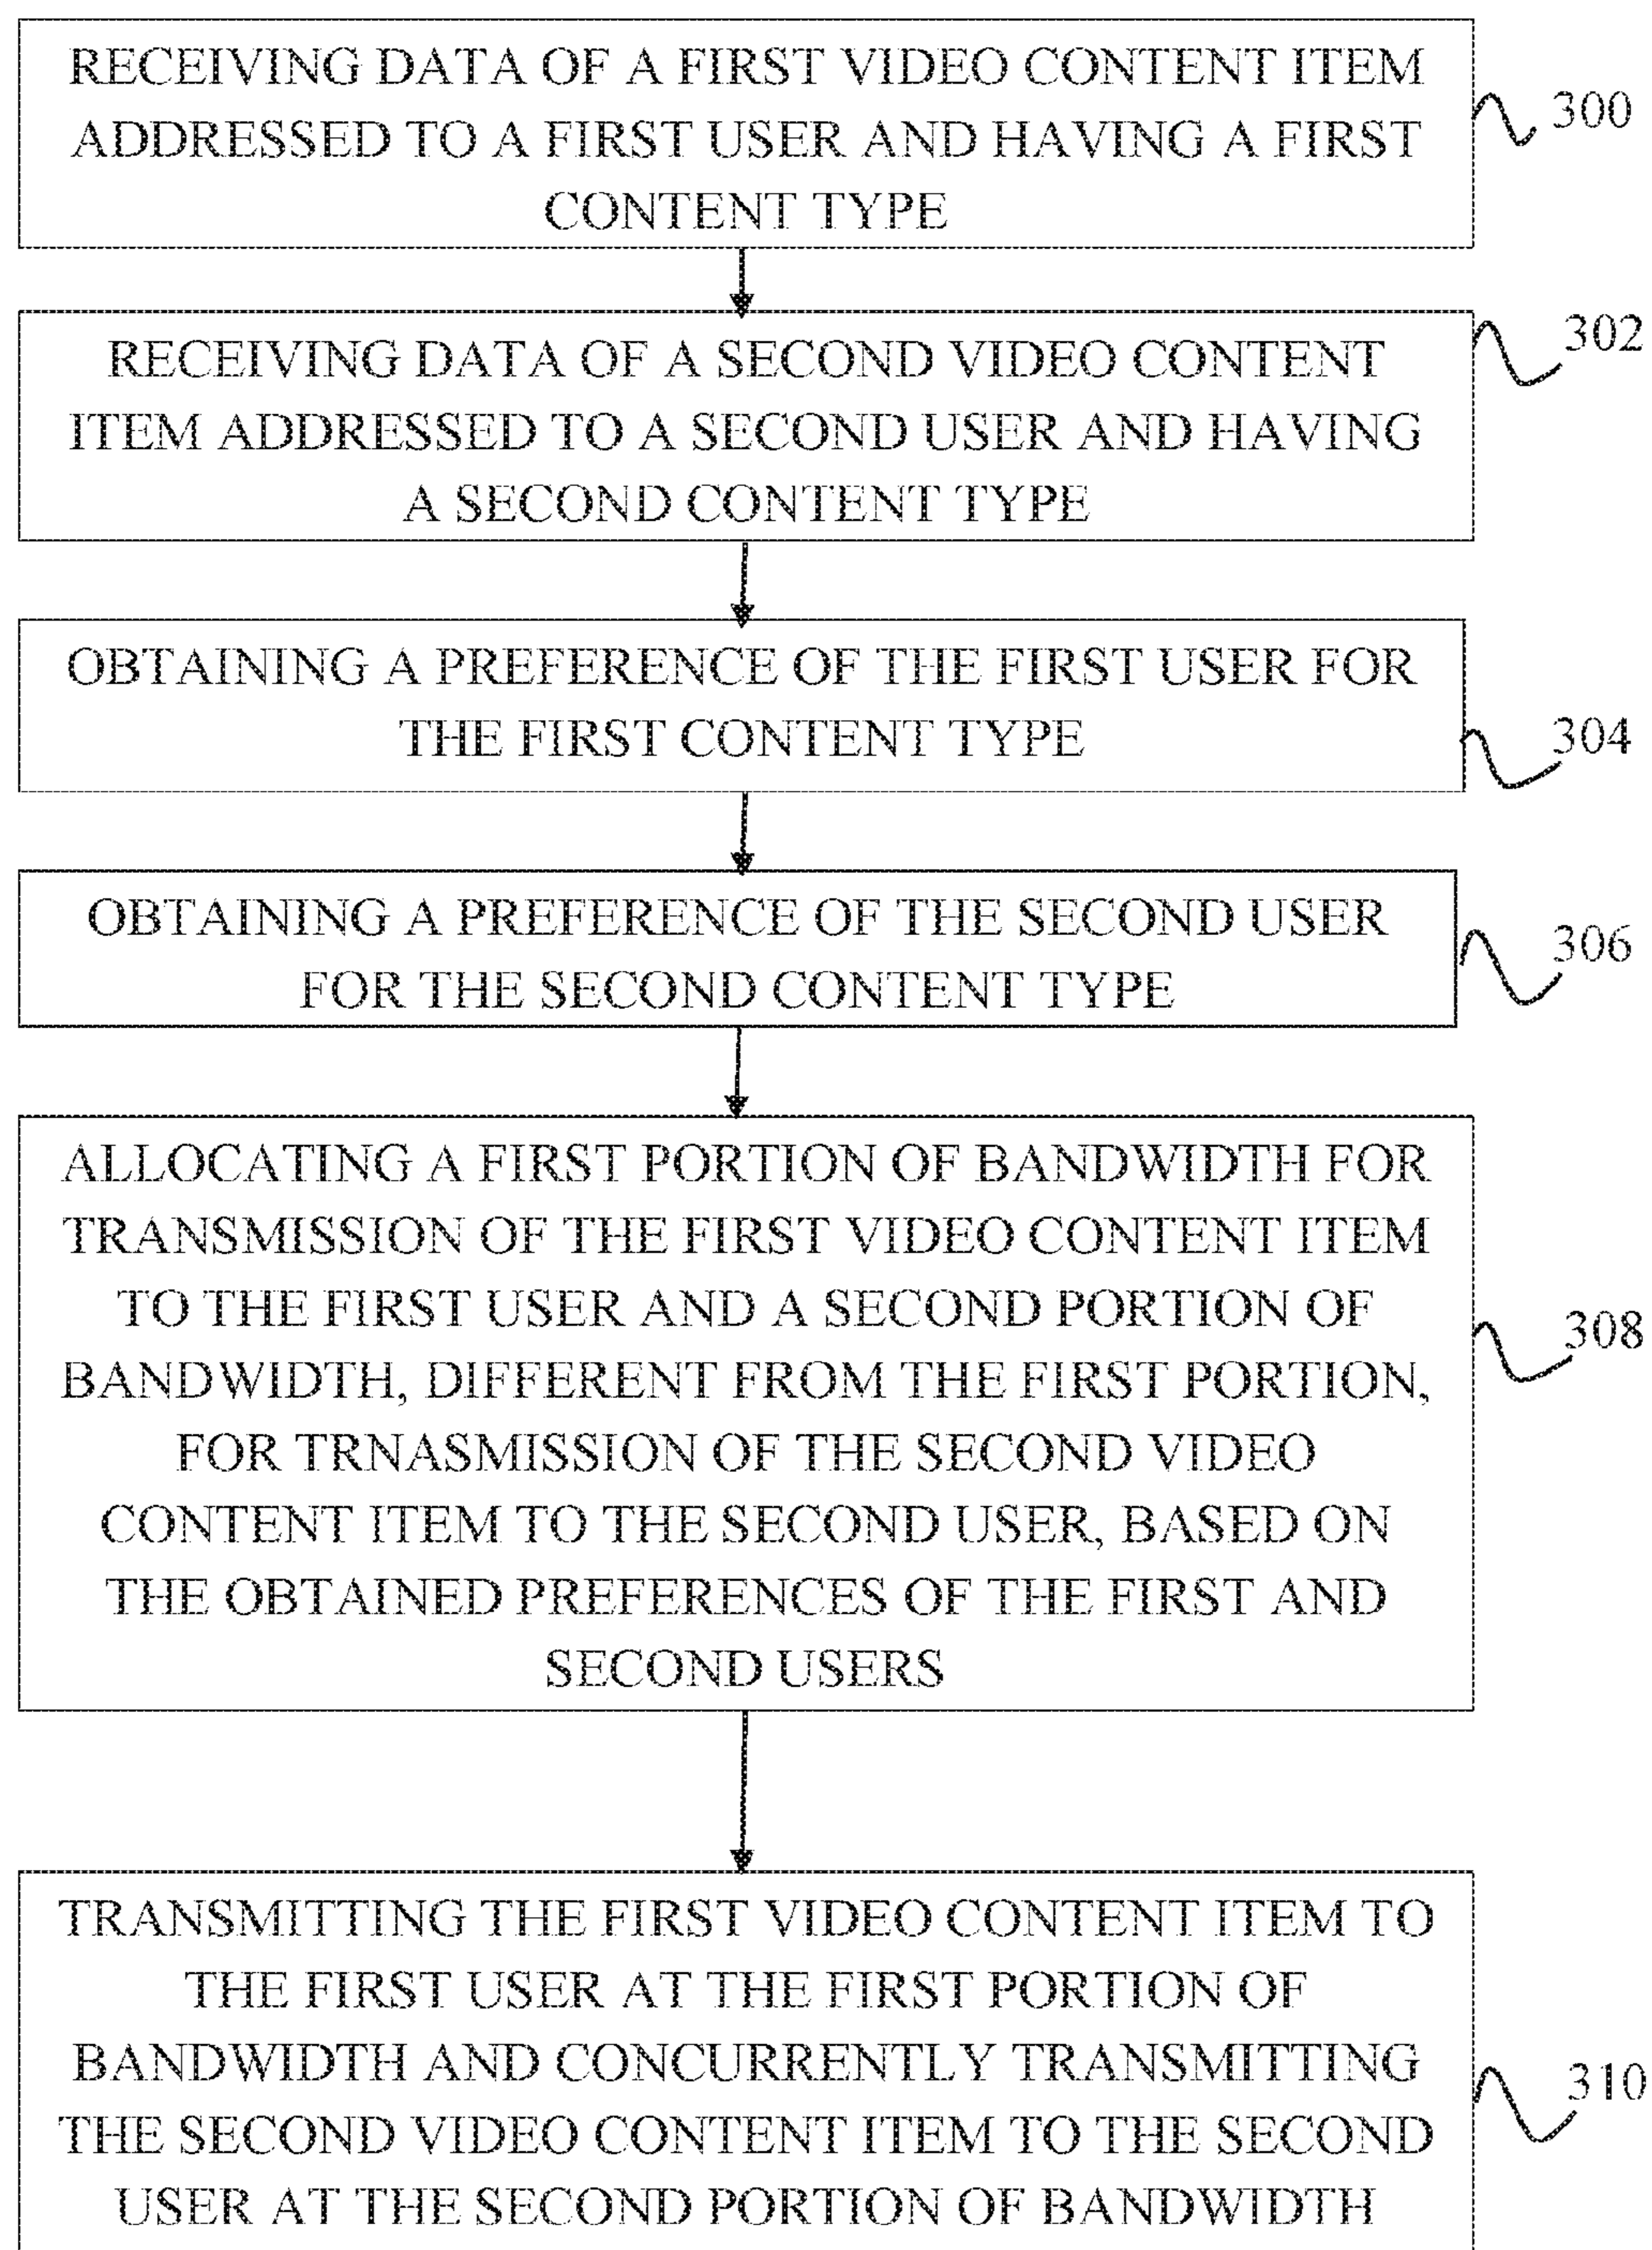 RECEIVING DATA OF A FIRST VIDEO CONTENT ITEM
ADDRESSED TO A FIRST USER AND HAVING A FIRST
CONTENT TYPE
300
RECEIVING DATA OF A SECOND VIDEO CONTENT
ITEM ADDRESSED TO A SECOND USER AND HAVING
A SECOND CONTENT TYPE
302
OBTAINING A PREFERENCE OF THE FIRST USER FOR
THE FIRST CONTENT TYPE
304
OBTAINING A PREFERENCE OF THE SECOND USER
FOR THE SECOND CONTENT TYPE
306
ALLOCATING A FIRST PORTION OF BANDWIDTH FOR
TRANSMISSION OF THE FIRST VIDEO CONTENT ITEM
TO THE FIRST USER AND A SECOND PORTION OF
BANDWIDTH, DIFFERENT FROM THE FIRST PORTION,
FOR TRNASMISSION OF THE SECOND VIDEO
CONTENT ITEM TO THE SECOND USER, BASED ON
THE OBTAINED PREFERENCES OF THE FIRST AND
SECOND USERS
308
TRANSMITTING THE FIRST VIDEO CONTENT ITEM TO
THE FIRST USER AT THE FIRST PORTION OF
BANDWIDTH AND CONCURRENTLY TRANSMITTING
THE SECOND VIDEO CONTENT ITEM TO THE SECOND
USER AT THE SECOND PORTION OF BANDWIDTH
310